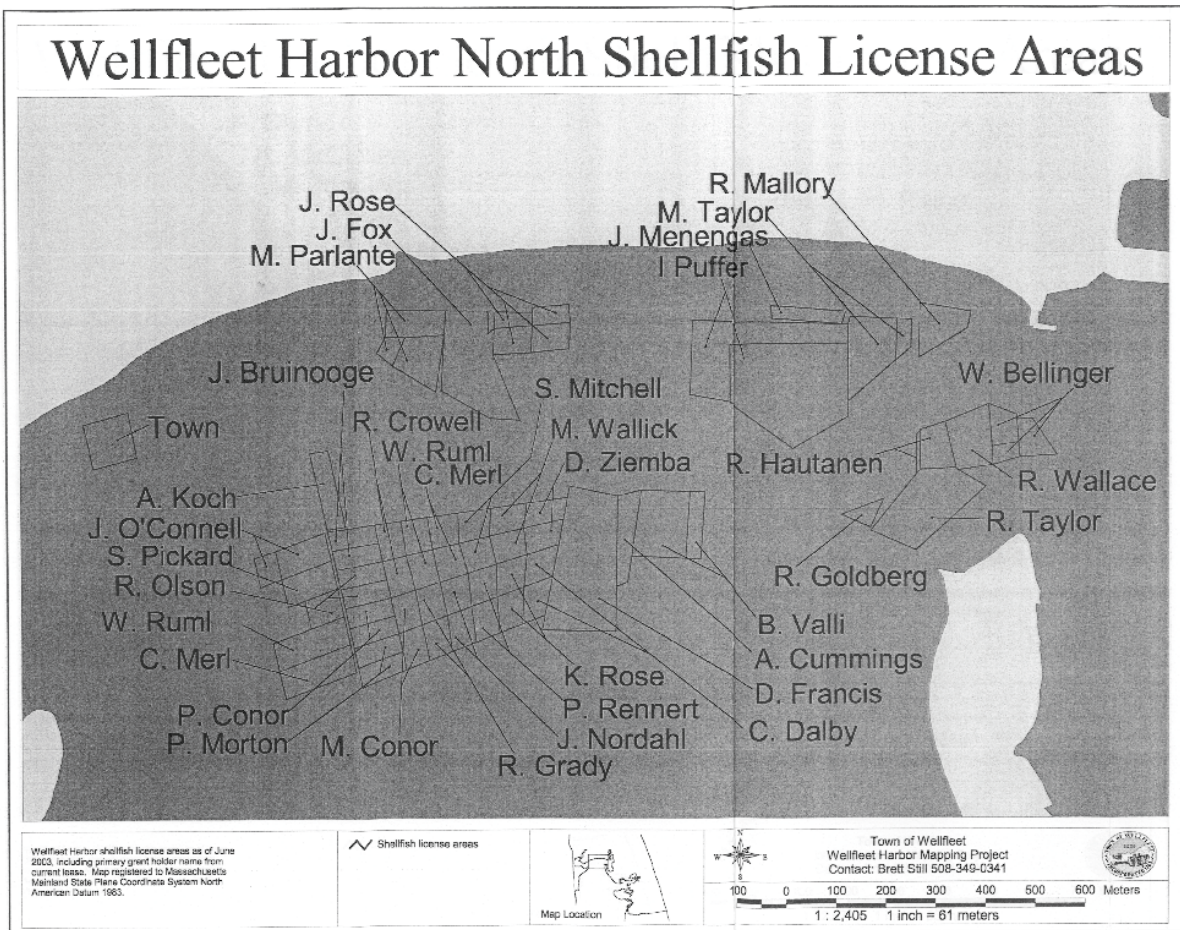 Wellfleet Harbor North Shellfish License Areas
J. Rose
J. Fox
M. Parlante
R. Mallory
M. Taylor
J. Menengas
I Puffer
J. Bruinooge
S. Mitchell
W. Bellinger
Town
R. Crowell
M. Wallick
W. Ruml
D. Ziemba
C. Merl
R. Hautanen
R. Wallace
A. Koch
J. O'Connell
R. Taylor
S. Pickard
R. Olson
R. Goldberg
W. Ruml
B. Valli
C. Merl
A. Cummings
K. Rose
D. Francis
P. Conor
P. Rennert
C. Dalby
P. Morton
M. Conor
J. Nordahl
R. Grady
Wellfleet Harbor shellfish license areas as of June
2003, including primary grant holder name from
current lease. Map registered to Massachusetts
Mainland State Plane Coordinate System North
American Datum 1983.
Shellfish license areas
Map Location
N
W
E
S
Town of Wellfleet
Wellfleet Harbor Mapping Project
Contact: Brett Still 508-349-0341
100 0 100 200 300 400 500 600 Meters
1 : 2,405 1 inch = 61 meters